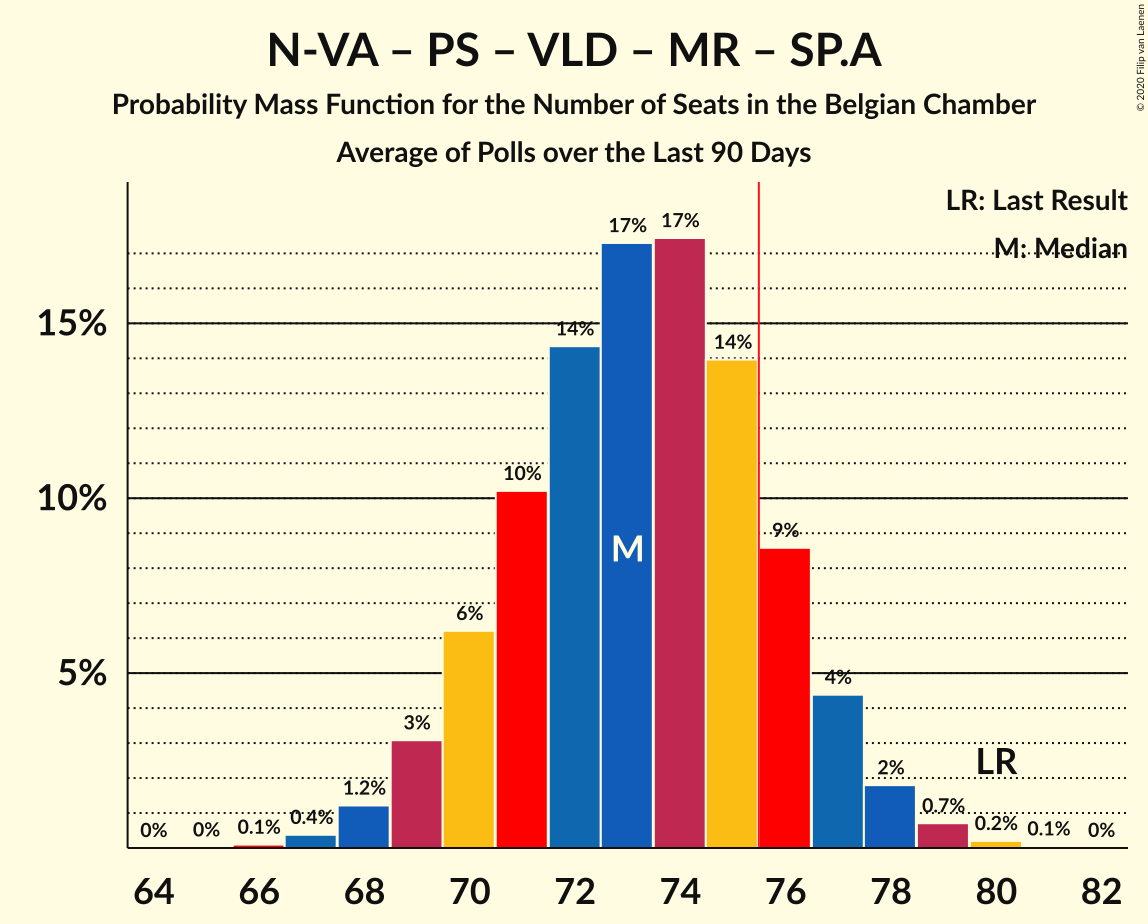 N-VA – PS – VLD – MR – SP.A
Probability Mass Function for the Number of Seats in the Belgian Chamber
Average of Polls over the Last 90 Days
© 2020 Filip van Laenen
LR: Last Result
M: Median
15%
10%
5%
0%
0%
0.1%
0.4%
1.2%
3%
6%
10%
14%
17%
17%
14%
9%
4%
2%
0.7%
0.2%
0.1%
0%
M
LR
64 66 68 70 72 74 76 78 80 82